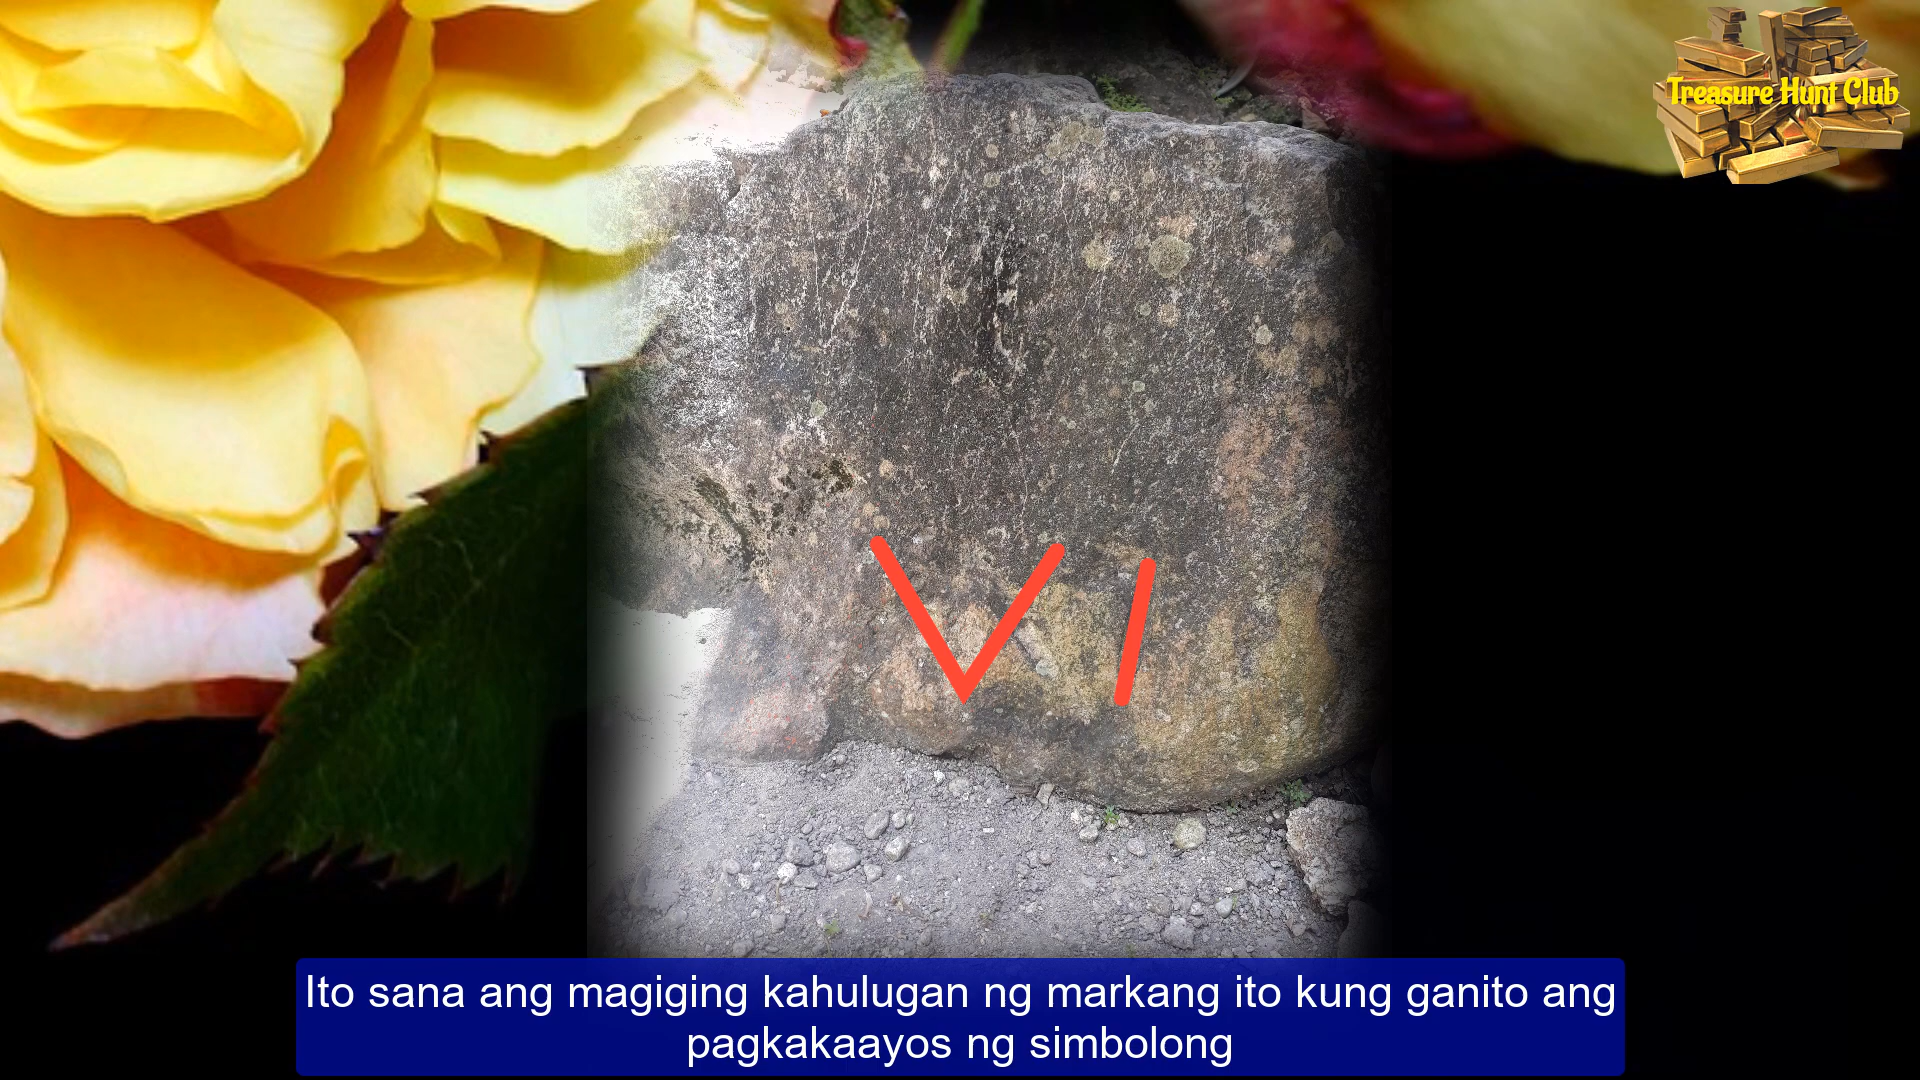 Treasure Hunt Club
VI
Ito sana ang magiging kahulugan ng markang ito kung ganito ang
pagkakaayos ng simbolong